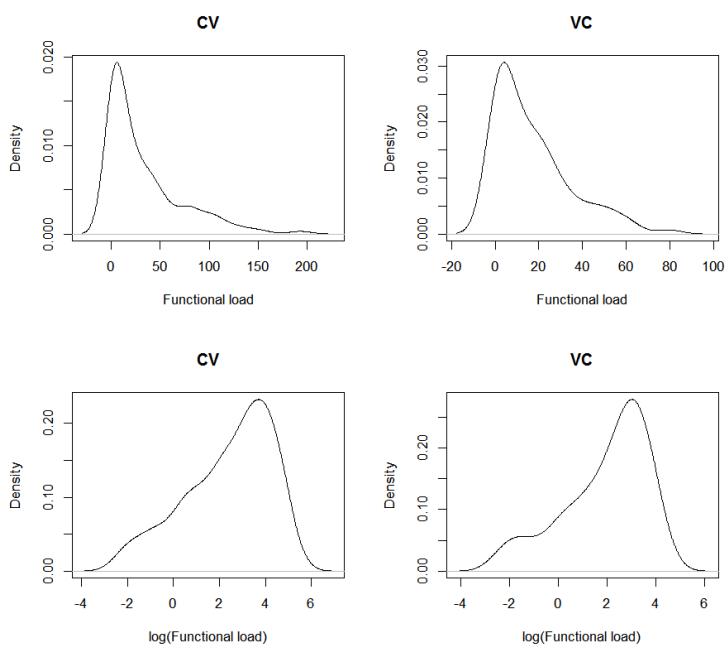 CV
VC
Density
0.000
0.010
0.020
0 50 100 150 200
Functional load
Density
0.000
0.010
0.020
0.030
-20 0 20 40 60 80 100
Functional load
CV
VC
Density
0.00
0.10
0.20
-4 -2 0 2 4 6
log(Functional load)
Density
0.00
0.10
0.20
-4 -2 0 2 4 6
log(Functional load)